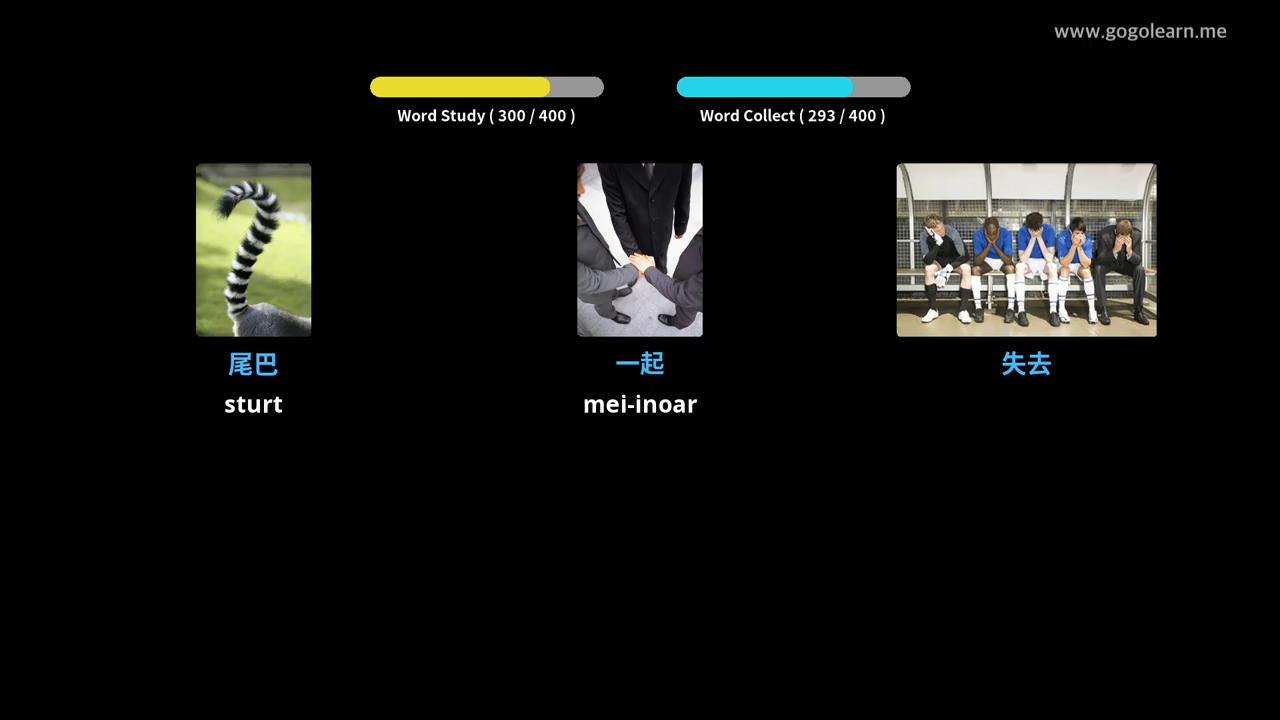 www.gogolearn.me
Word Study ( 300 / 400 )
Word Collect ( 293 / 400 )
尾巴
一起
失去
sturt
mei-inoar